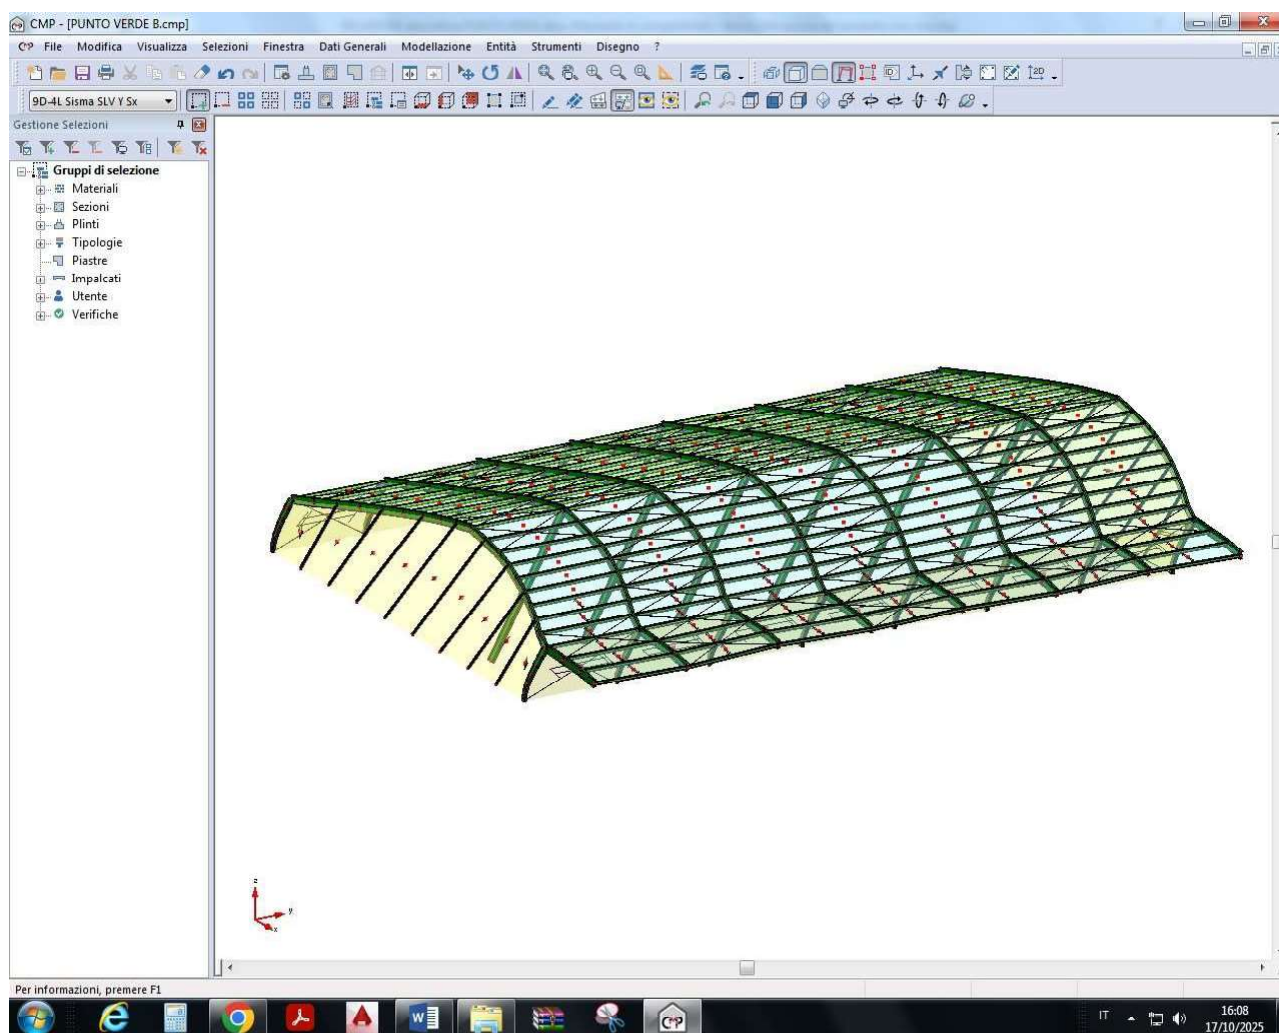 CMP - [PUNTO VERDE B.cmp]
File Modifica Visualizza Selezioni Finestra Dati Generali Modellazione Entità Strumenti Disegno ?
9D-4L Sisma SLV Y Sx
Gestione Selezioni
Gruppi di selezione
Materiali
Sezioni
Plinti
Tipologie
Piastre
Impalcati
Utente
Verifiche
z
y
x
Per informazioni, premere F1
IT
16:08
17/10/2025